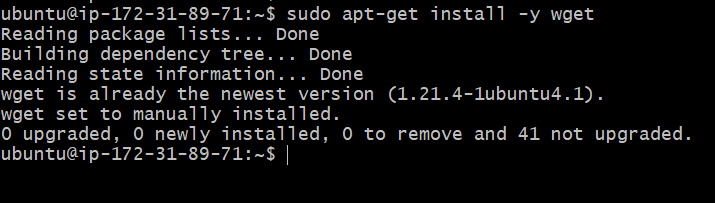 ubuntu@ip-172-31-89-71:~$ sudo apt-get install -y wget
Reading package lists... Done
Building dependency tree... Done
Reading state information... Done
wget is already the newest version (1.21.4-1ubuntu4.1).
wget set to manually installed.
0 upgraded, 0 newly installed, 0 to remove and 41 not upgraded.
ubuntu@ip-172-31-89-71:~$